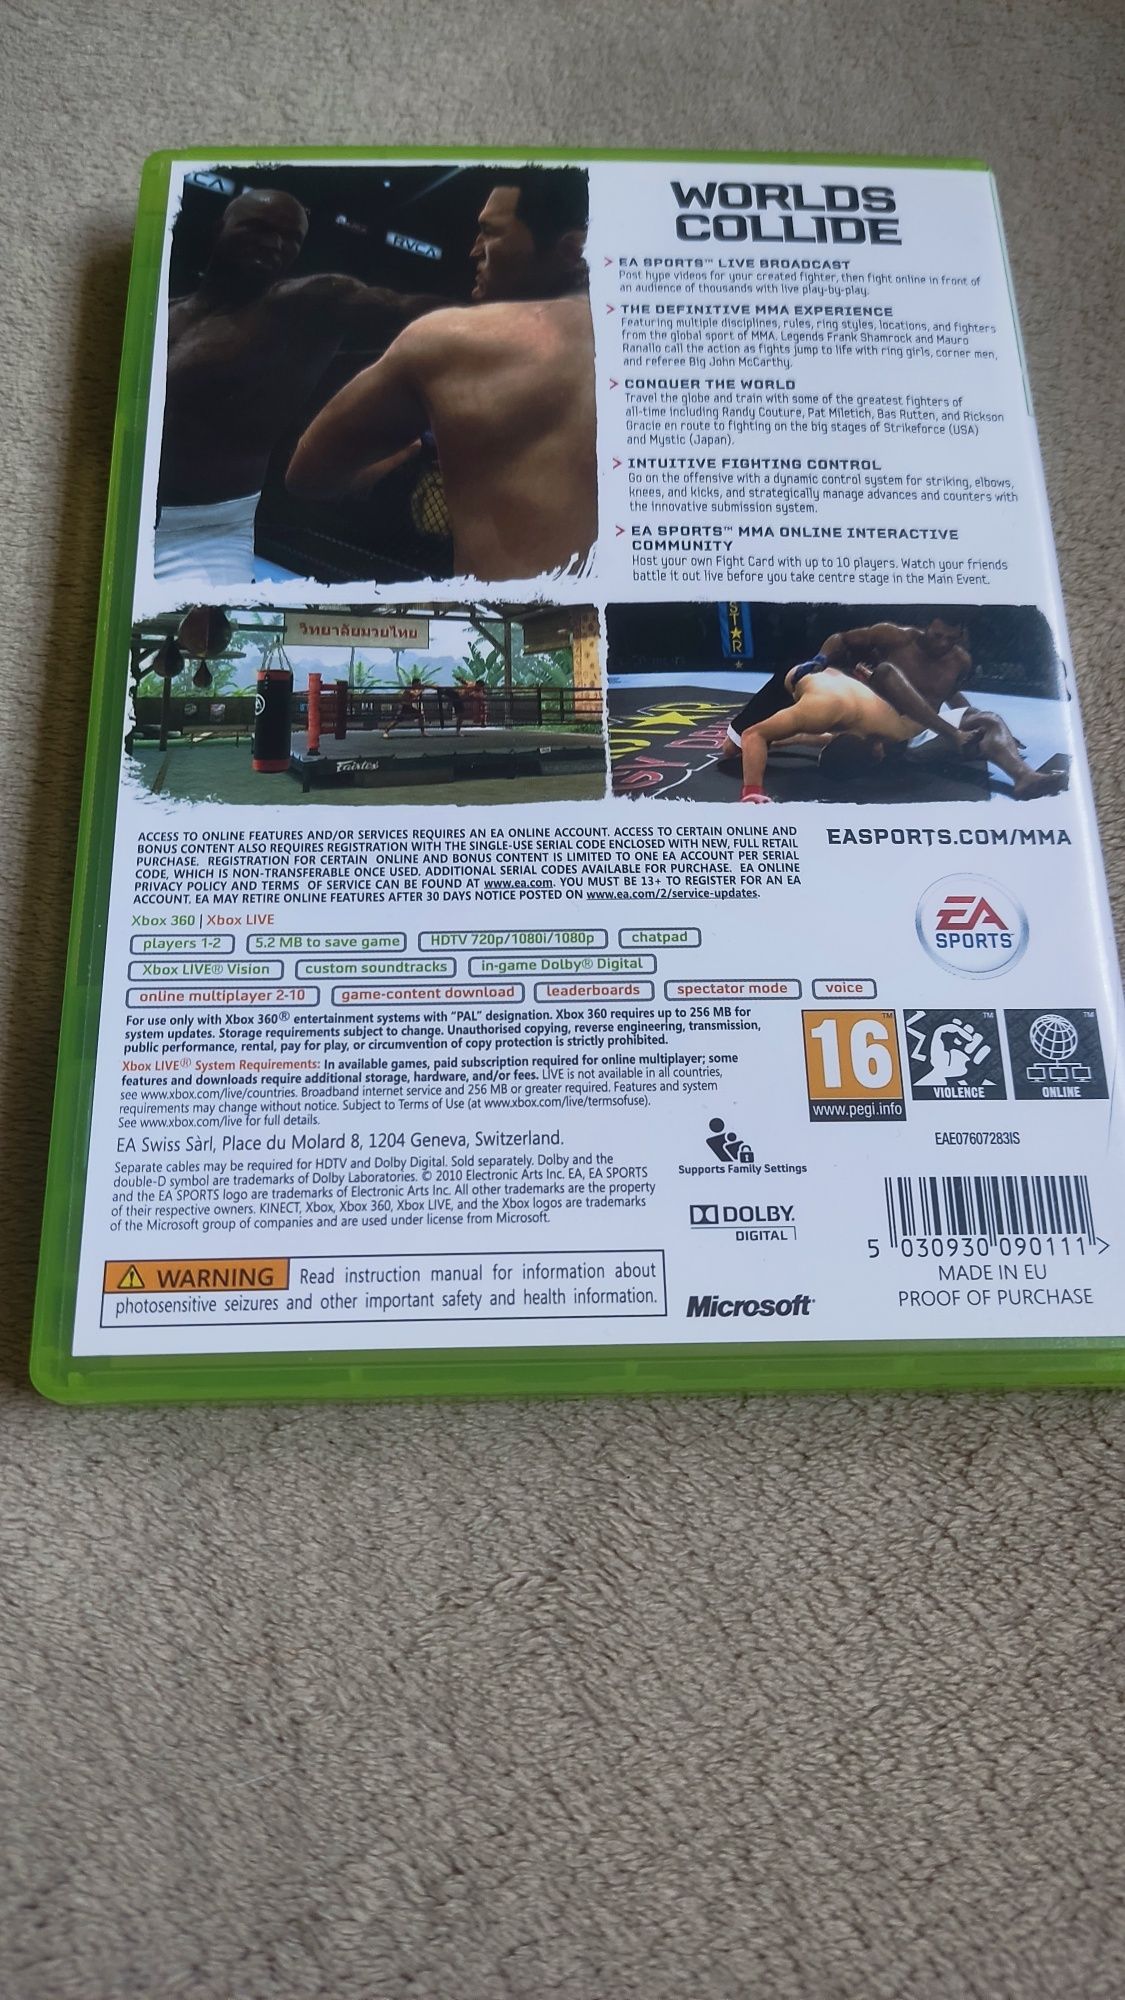 CA
RVCA
WORLDS
COLLIDE
> EA SPORTS™ LIVE BROADCAST
Post hype videos for your created fighter, then fight online in front of
an audience of thousands with live play-by-play.
> THE DEFINITIVE MMA EXPERIENCE
Featuring multiple disciplines, rules, ring styles, locations, and fighters
from the global sport of MMA. Legends Frank Shamrock and Mauro
Ranallo call the action as fights jump to life with ring girls, corner men,
and referee Big John McCarthy.
> CONQUER THE WORLD
Travel the globe and train with some of the greatest fighters of
all-time including Randy Couture, Pat Miletich, Bas Rutten, and Rickson
Gracie en route to fighting on the big stages of Strikeforce (USA)
and Mystic (Japan).
> INTUITIVE FIGHTING CONTROL
Go on the offensive with a dynamic control system for striking, elbows,
knees, and kicks, and strategically manage advances and counters with
the innovative submission system.
> EA SPORTS™ MMA ONLINE INTERACTIVE
COMMUNITY
Host your own Fight Card with up to 10 players. Watch your friends
battle it out live before you take centre stage in the Main Event.
วิทยาลัยมวยไทย
Fairtex
ST★R
ACCESS TO ONLINE FEATURES AND/OR SERVICES REQUIRES AN EA ONLINE ACCOUNT. ACCESS TO CERTAIN ONLINE AND
BONUS CONTENT ALSO REQUIRES REGISTRATION WITH THE SINGLE-USE SERIAL CODE ENCLOSED WITH NEW, FULL RETAIL
PURCHASE. REGISTRATION FOR CERTAIN ONLINE AND BONUS CONTENT IS LIMITED TO ONE EA ACCOUNT PER SERIAL
CODE, WHICH IS NON-TRANSFERABLE ONCE USED. ADDITIONAL SERIAL CODES AVAILABLE FOR PURCHASE. EA ONLINE
PRIVACY POLICY AND TERMS OF SERVICE CAN BE FOUND AT www.ea.com. YOU MUST BE 13+ TO REGISTER FOR AN EA
ACCOUNT. EA MAY RETIRE ONLINE FEATURES AFTER 30 DAYS NOTICE POSTED ON www.ea.com/2/service-updates.
EASPORTS.COM/MMA
EA
SPORTS™
Xbox 360 | Xbox LIVE
players 1-2 5.2 MB to save game HDTV 720p/1080i/1080p chatpad
Xbox LIVE® Vision custom soundtracks in-game Dolby® Digital
online multiplayer 2-10 game-content download leaderboards spectator mode voice
For use only with Xbox 360® entertainment systems with "PAL" designation. Xbox 360 requires up to 256 MB for
system updates. Storage requirements subject to change. Unauthorised copying, reverse engineering, transmission,
public performance, rental, pay for play, or circumvention of copy protection is strictly prohibited.
Xbox LIVE® System Requirements: In available games, paid subscription required for online multiplayer; some
features and downloads require additional storage, hardware, and/or fees. LIVE is not available in all countries,
see www.xbox.com/live/countries. Broadband internet service and 256 MB or greater required. Features and system
requirements may change without notice. Subject to Terms of Use (at www.xbox.com/live/termsofuse).
See www.xbox.com/live for full details.
16 ™
www.pegi.info
™
VIOLENCE
™
ONLINE
EA Swiss Sàrl, Place du Molard 8, 1204 Geneva, Switzerland.
Separate cables may be required for HDTV and Dolby Digital. Sold separately. Dolby and the
double-D symbol are trademarks of Dolby Laboratories. © 2010 Electronic Arts Inc. EA, EA SPORTS
and the EA SPORTS logo are trademarks of Electronic Arts Inc. All other trademarks are the property
of their respective owners. KINECT, Xbox, Xbox 360, Xbox LIVE, and the Xbox logos are trademarks
of the Microsoft group of companies and are used under license from Microsoft.
Supports Family Settings
DOLBY.
DIGITAL
EAE07607283IS
5 030930 090111 >
MADE IN EU
PROOF OF PURCHASE
WARNING Read instruction manual for information about
photosensitive seizures and other important safety and health information.
Microsoft®